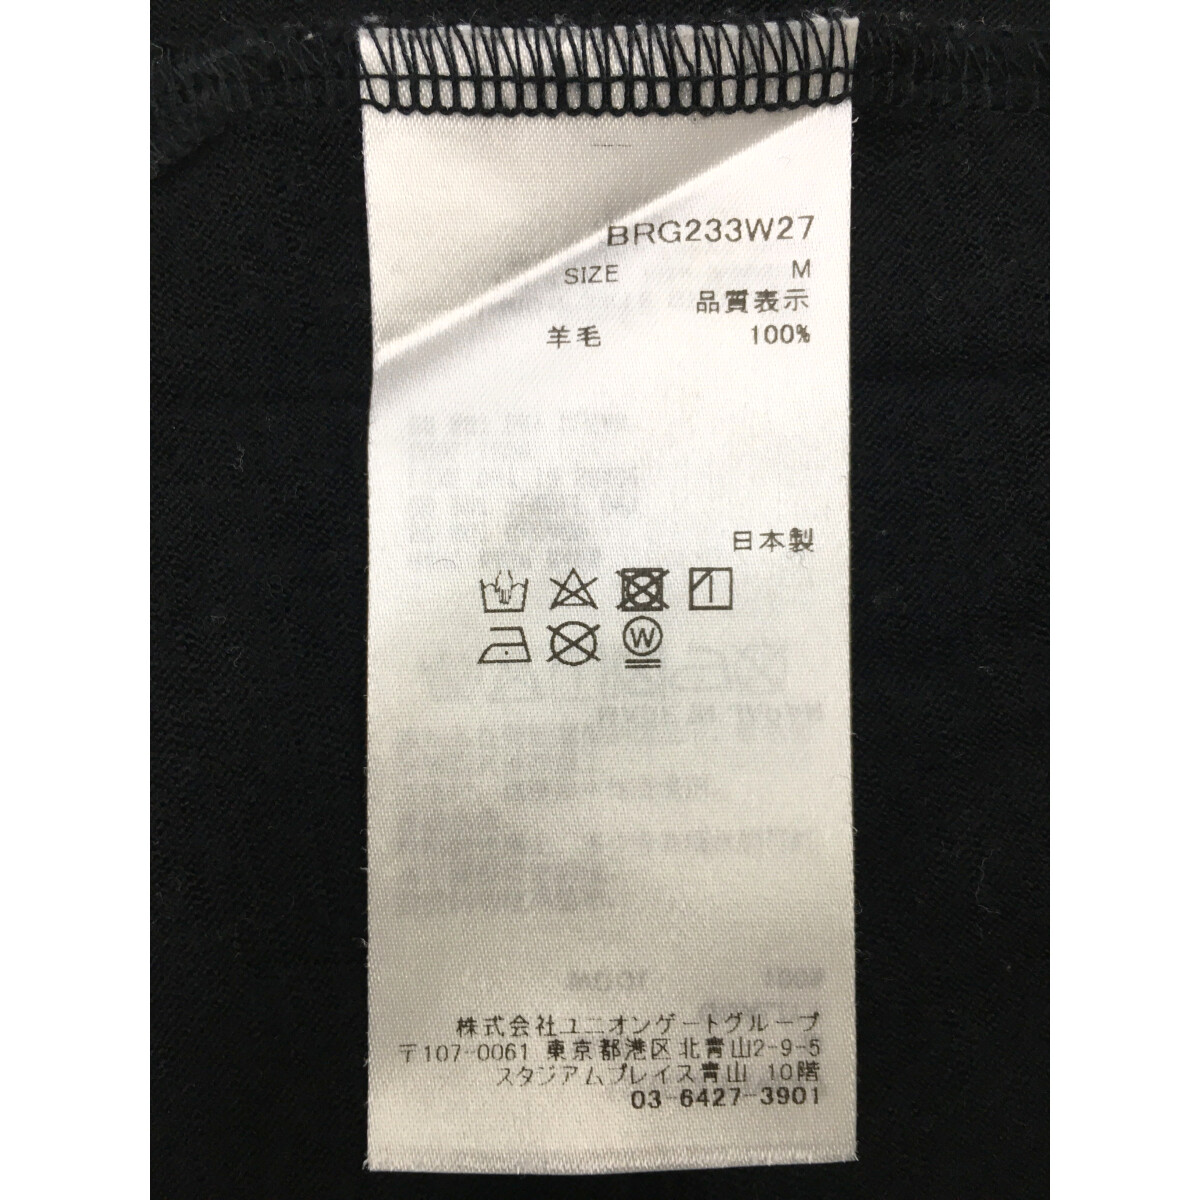 BRG233W27
SIZE M
品質表示
羊毛 100%
日本製
W
株式会社ユニオンゲートグループ
〒107-0061 東京都港区北青山2-9-5
スタジアムプレイス青山 10階
03-6427-3901